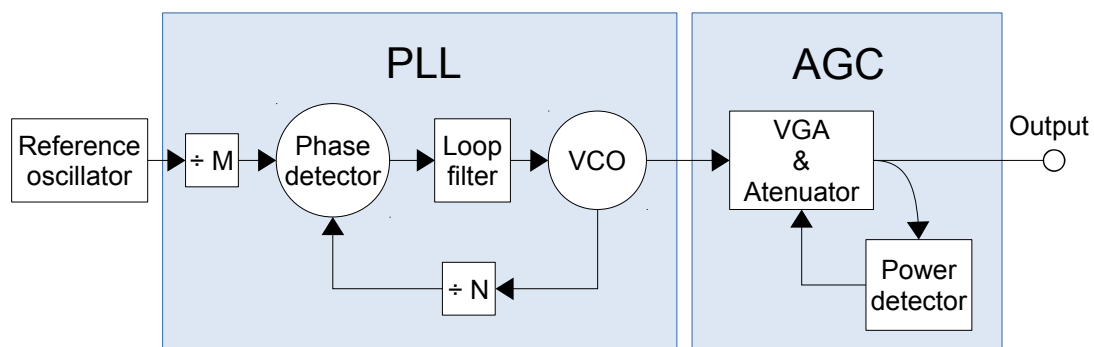 PLL
AGC
Reference
oscillator
÷ M
Phase
detector
Loop
filter
VCO
VGA
&
Atenuator
Output
÷ N
Power
detector